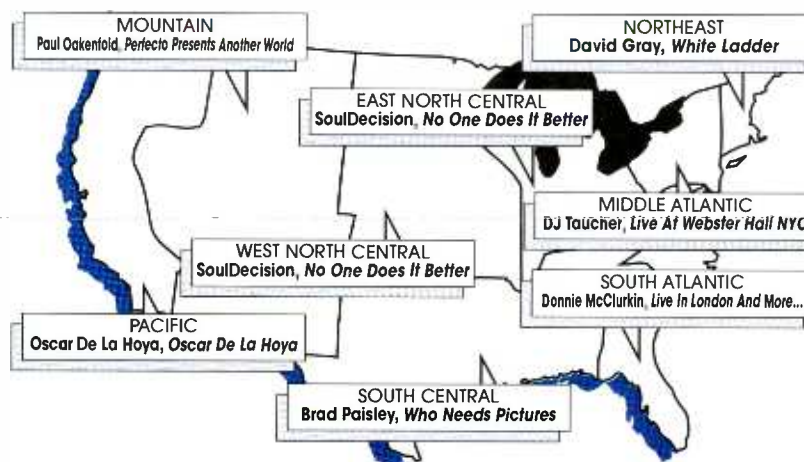 MOUNTAIN
Paul Oakenfold, Perfecto Presents Another World
NORTHEAST
David Gray, White Ladder
EAST NORTH CENTRAL
SoulDecision, No One Does It Better
MIDDLE ATLANTIC
DJ Taucher, Live At Webster Hall NYC
WEST NORTH CENTRAL
SoulDecision, No One Does It Better
SOUTH ATLANTIC
Donnie McClurkin, Live In London And More...
PACIFIC
Oscar De La Hoya, Oscar De La Hoya
SOUTH CENTRAL
Brad Paisley, Who Needs Pictures